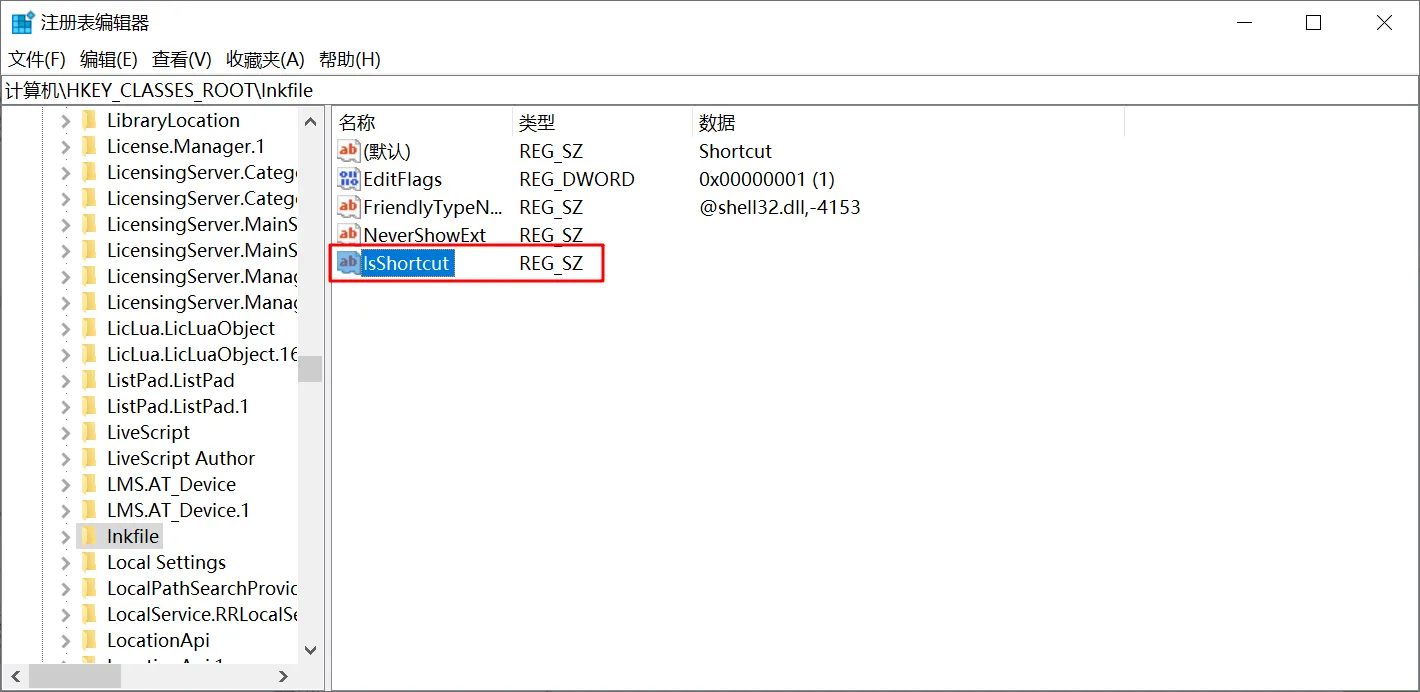 注册表编辑器
文件(F) 编辑(E) 查看(V) 收藏夹(A) 帮助(H)
计算机\HKEY_CLASSES_ROOT\lnkfile
LibraryLocation
License.Manager.1
LicensingServer.Catego
LicensingServer.Catego
LicensingServer.MainS
LicensingServer.MainS
LicensingServer.Manag
LicensingServer.Manag
LicLua.LicLuaObject
LicLua.LicLuaObject.16
ListPad.ListPad
ListPad.ListPad.1
LiveScript
LiveScript Author
LMS.AT_Device
LMS.AT_Device.1
lnkfile
Local Settings
LocalPathSearchProvic
LocalService.RRLocalSe
LocationApi
LocationApi.1
名称 类型 数据
(默认) REG_SZ Shortcut
EditFlags REG_DWORD 0x00000001 (1)
FriendlyTypeN... REG_SZ @shell32.dll,-4153
NeverShowExt REG_SZ
IsShortcut REG_SZ